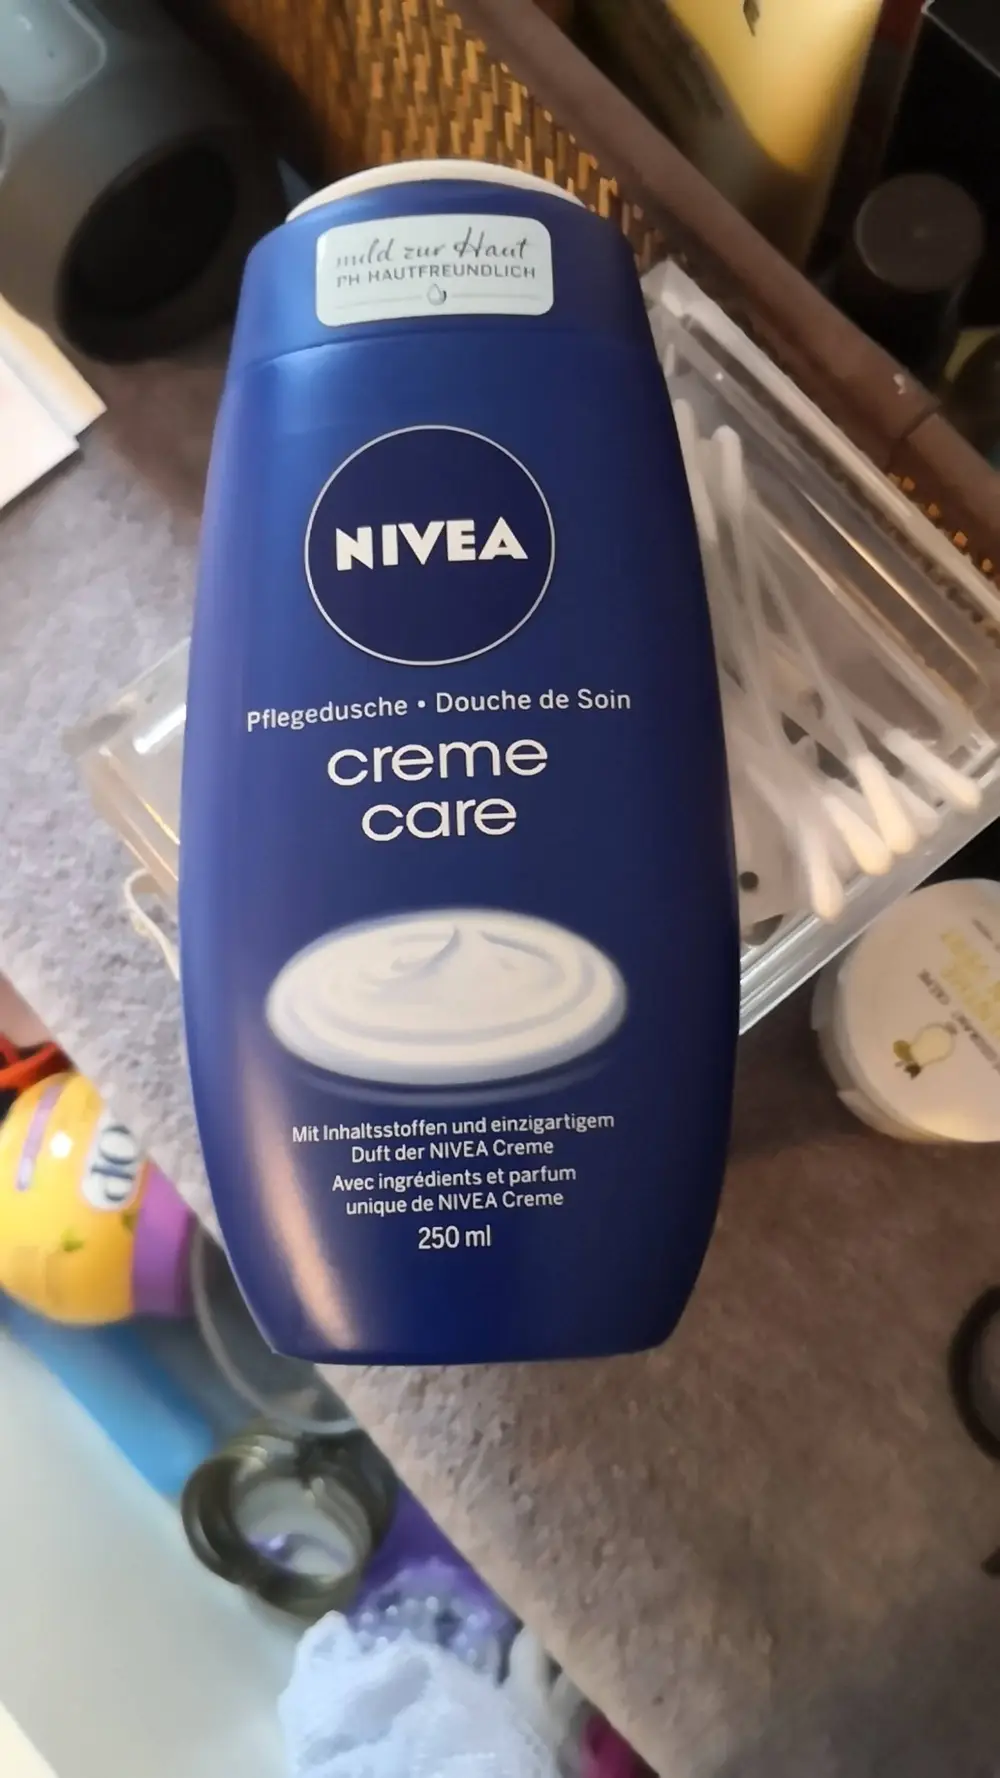 mild zur Haut
PH HAUTFREUNDLICH
NIVEA
Pflegedusche • Douche de Soin
creme
care
Mit Inhaltsstoffen und einzigartigem
Duft der NIVEA Creme
Avec ingrédients et parfum
unique de NIVEA Creme
250 ml